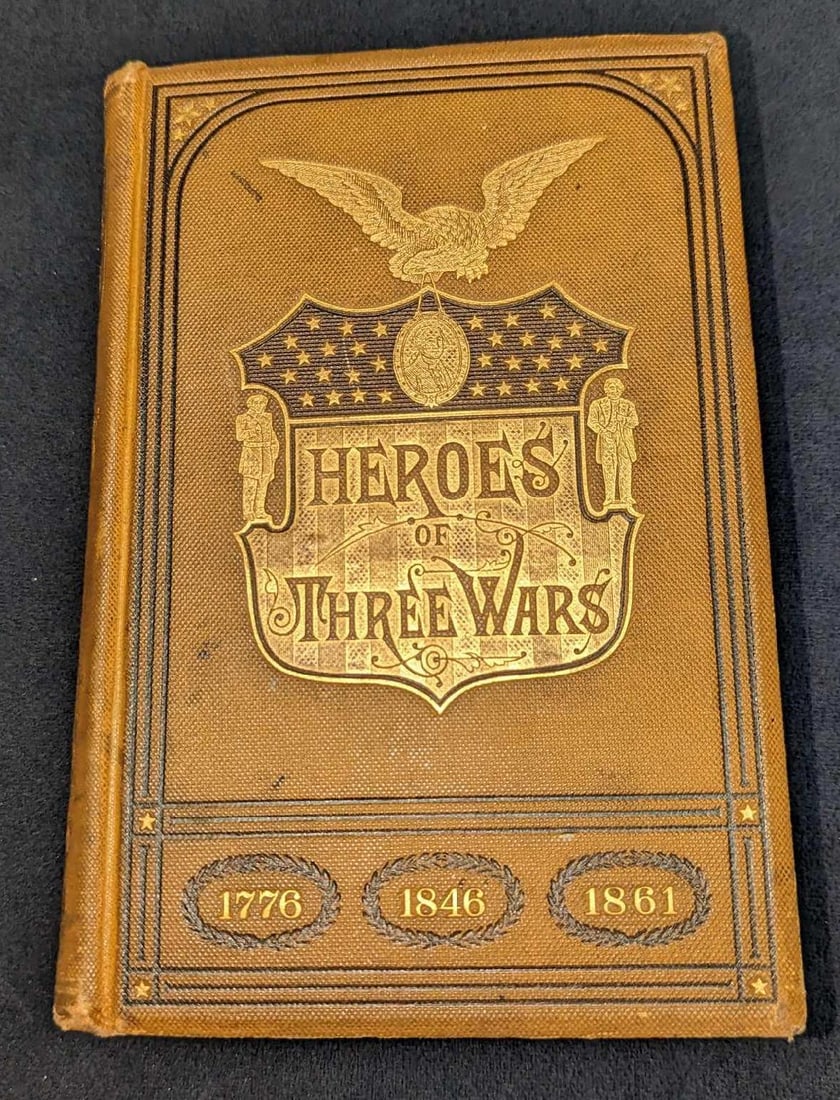 HEROES
OF
THREE WARS
1776 1846 1861